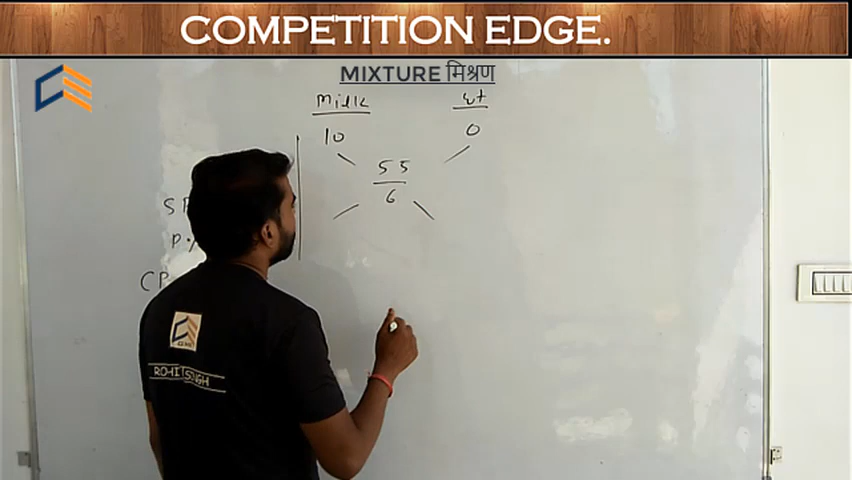 COMPETITION EDGE.
MIXTURE मिश्रण
Milk wt
10 0
55
6
SP
P.
CP
ROHIT SINGH